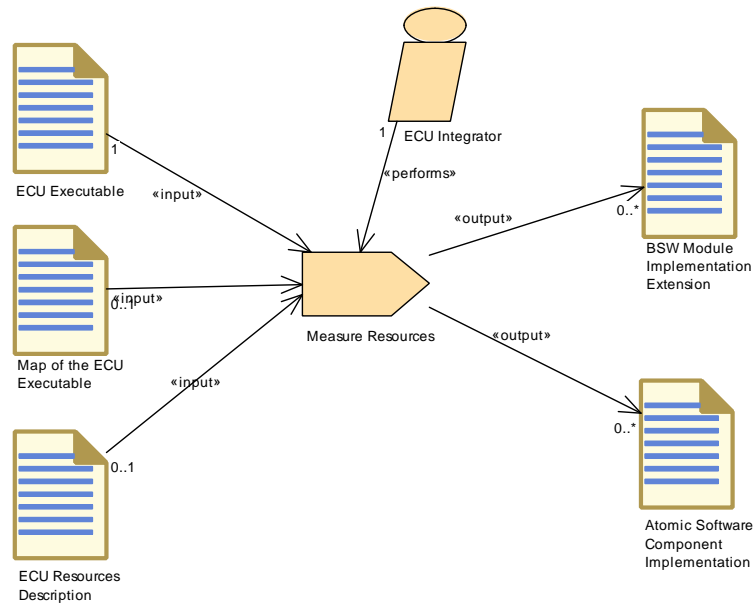 1
ECU Integrator
«performs»
1
ECU Executable
«input»
«output»
0..*
BSW Module
Implementation
Extension
0..1
«input»
Map of the ECU
Executable
Measure Resources
«input»
«output»
0..1
0..*
ECU Resources
Description
Atomic Software
Component
Implementation